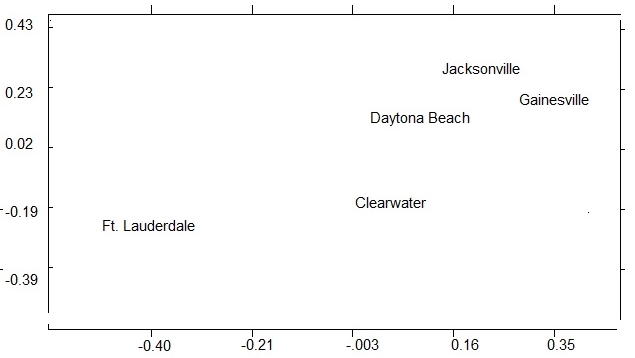 0.43
Jacksonville
0.23
Gainesville
Daytona Beach
0.02
Clearwater
-0.19
Ft. Lauderdale
-0.39
-0.40 -0.21 -.003 0.16 0.35